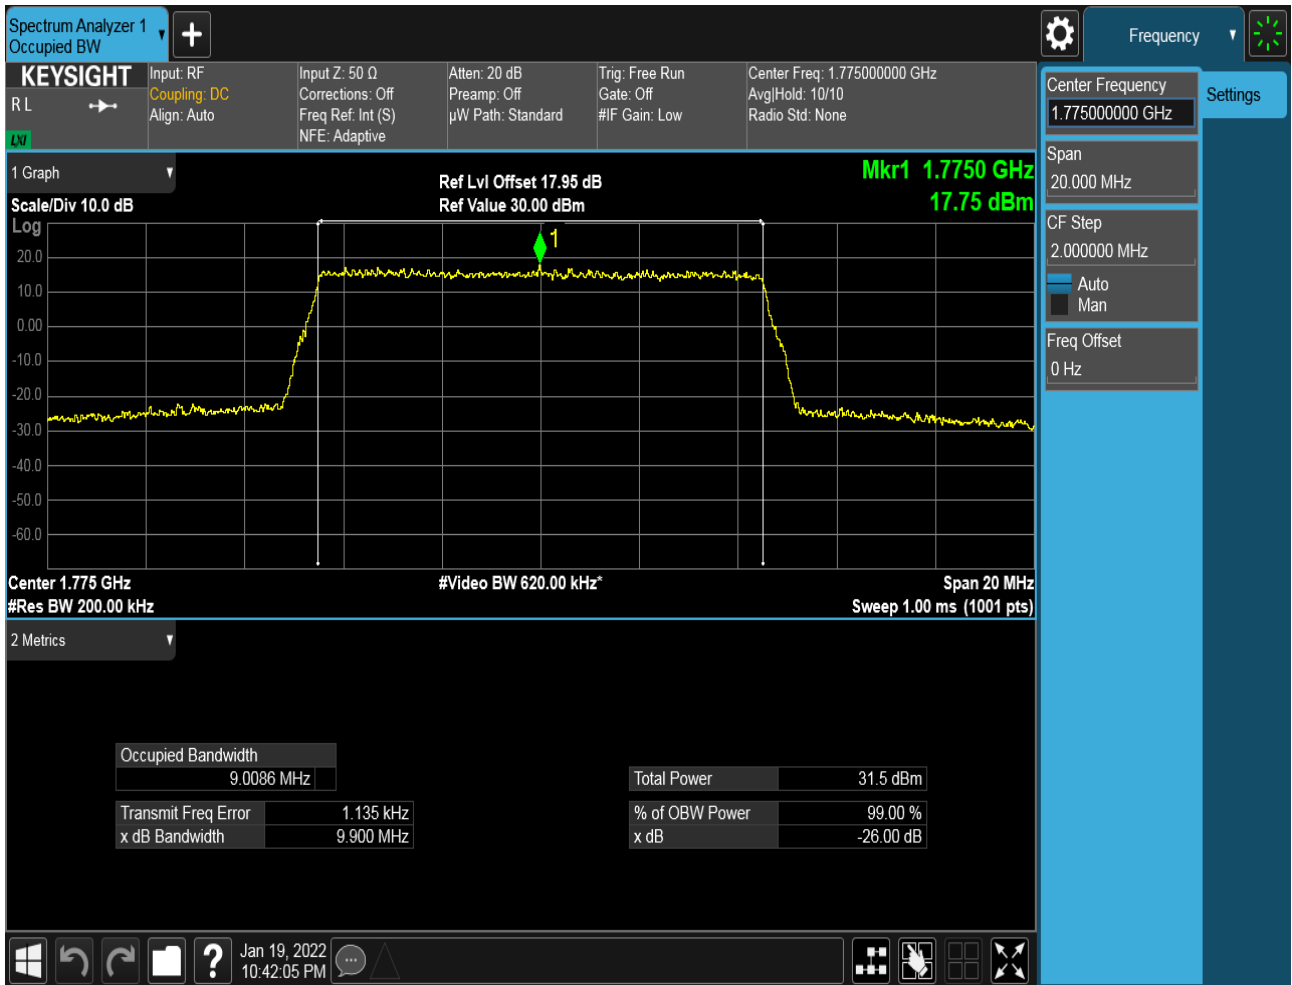 Spectrum Analyzer 1
Occupied BW
Frequency
KEYSIGHT
R L
LXI
Input: RF
Coupling: DC
Align: Auto
Input Z: 50 Ω
Corrections: Off
Freq Ref: Int (S)
NFE: Adaptive
Atten: 20 dB
Preamp: Off
µW Path: Standard
Trig: Free Run
Gate: Off
#IF Gain: Low
Center Freq: 1.775000000 GHz
Avg|Hold: 10/10
Radio Std: None
Center Frequency
1.775000000 GHz
Settings
Span
20.000 MHz
CF Step
2.000000 MHz
Auto
Man
Freq Offset
0 Hz
1 Graph
Scale/Div 10.0 dB
Ref Lvl Offset 17.95 dB
Ref Value 30.00 dBm
Mkr1 1.7750 GHz
17.75 dBm
Log
1
20.0
10.0
0.00
-10.0
-20.0
-30.0
-40.0
-50.0
-60.0
Center 1.775 GHz
#Video BW 620.00 kHz*
Span 20 MHz
#Res BW 200.00 kHz
Sweep 1.00 ms (1001 pts)
2 Metrics
Occupied Bandwidth
9.0086 MHz
Total Power 31.5 dBm
Transmit Freq Error 1.135 kHz
% of OBW Power 99.00 %
x dB Bandwidth 9.900 MHz
x dB -26.00 dB
?
Jan 19, 2022
10:42:05 PM